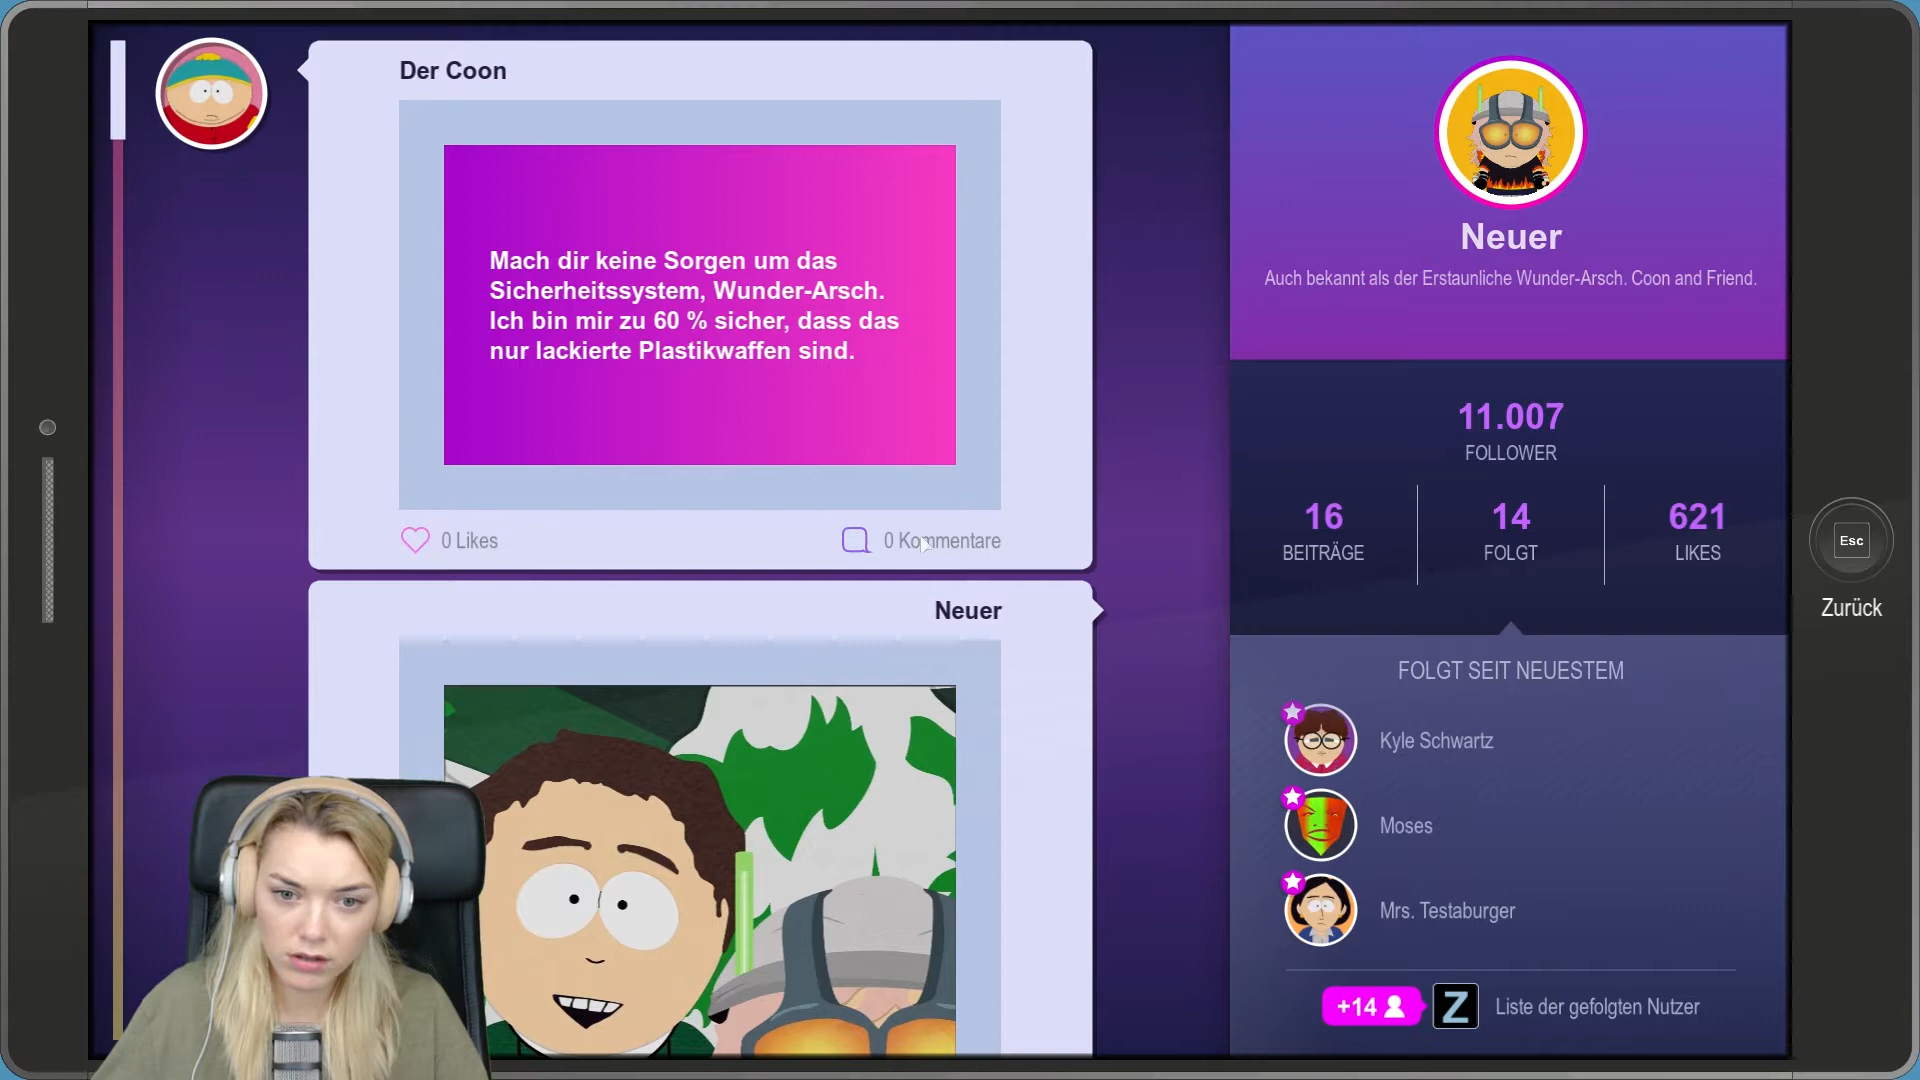 Der Coon
Mach dir keine Sorgen um das
Sicherheitssystem, Wunder-Arsch.
Ich bin mir zu 60 % sicher, dass das
nur lackierte Plastikwaffen sind.
0 Likes
0 Kommentare
Neuer
Neuer
Auch bekannt als der Erstaunliche Wunder-Arsch. Coon and Friend.
11.007
FOLLOWER
16
BEITRÄGE
14
FOLGT
621
LIKES
FOLGT SEIT NEUESTEM
Kyle Schwartz
Moses
Mrs. Testaburger
+14
Z
Liste der gefolgten Nutzer
Esc
Zurück